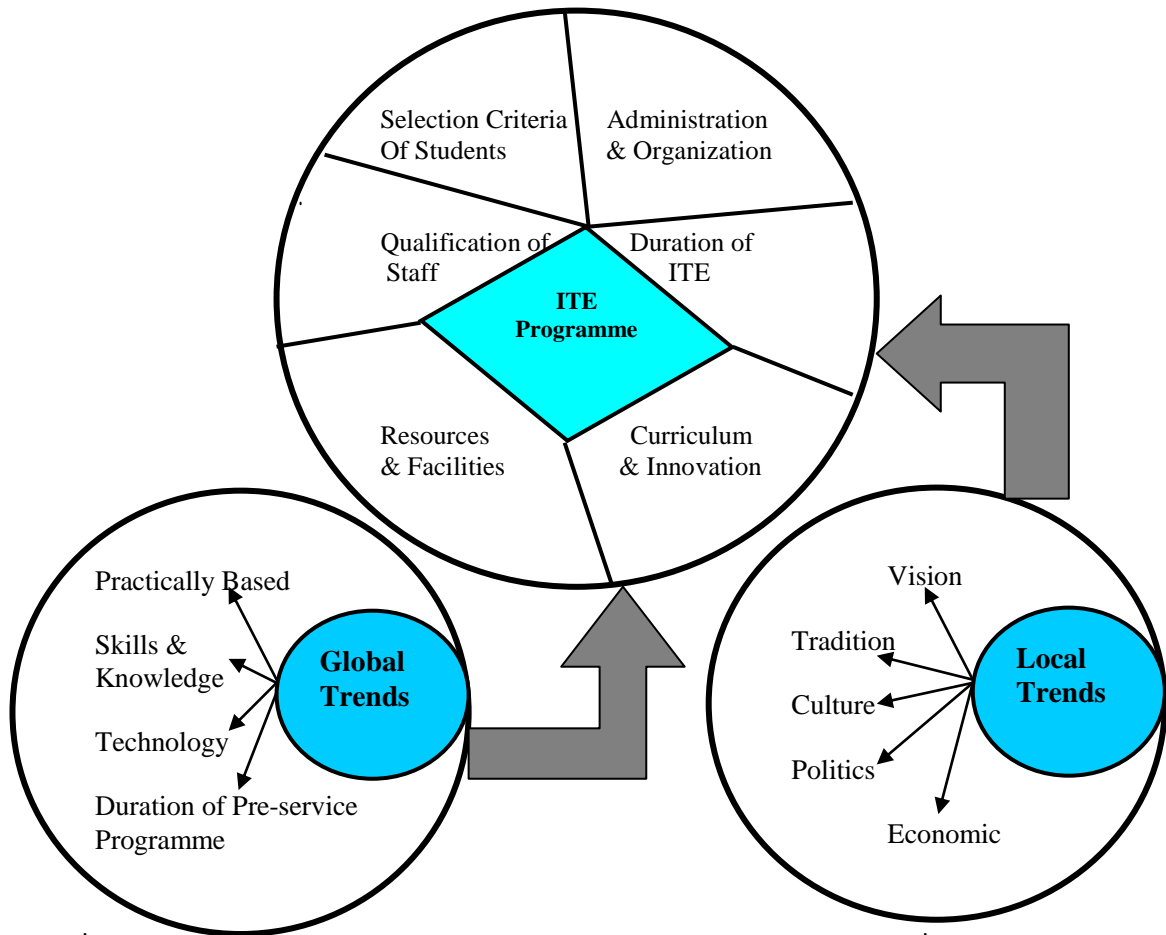 Selection Criteria
Of Students
Administration
& Organization
Qualification of
Staff
Duration of
ITE
ITE
Programme
Resources
& Facilities
Curriculum
& Innovation
Practically Based
Skills &
Knowledge
Technology
Duration of Pre-service
Programme
Global
Trends
Vision
Tradition
Culture
Politics
Economic
Local
Trends